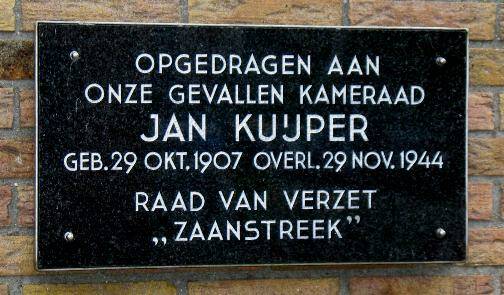 OPGEDRAGEN AAN
ONZE GEVALLEN KAMERAAD
JAN KUIJPER
GEB. 29 OKT. 1907 OVERL. 29 NOV. 1944
RAAD VAN VERZET
„ZAANSTREEK”